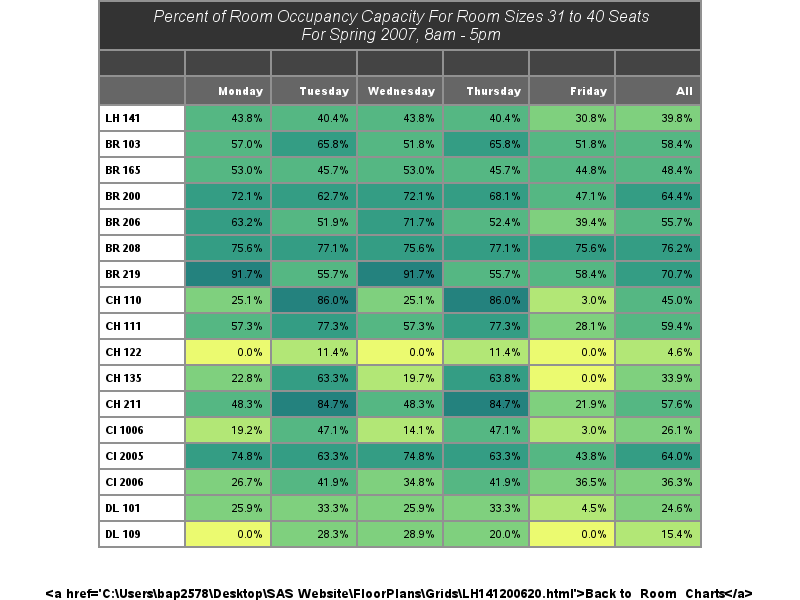 Percent of Room Occupancy Capacity For Room Sizes 31 to 40 Seats
For Spring 2007, 8am - 5pm
Monday Tuesday Wednesday Thursday Friday All
LH 141 43.8% 40.4% 43.8% 40.4% 30.8% 39.8%
BR 103 57.0% 65.8% 51.8% 65.8% 51.8% 58.4%
BR 165 53.0% 45.7% 53.0% 45.7% 44.8% 48.4%
BR 200 72.1% 62.7% 72.1% 68.1% 47.1% 64.4%
BR 206 63.2% 51.9% 71.7% 52.4% 39.4% 55.7%
BR 208 75.6% 77.1% 75.6% 77.1% 75.6% 76.2%
BR 219 91.7% 55.7% 91.7% 55.7% 58.4% 70.7%
CH 110 25.1% 86.0% 25.1% 86.0% 3.0% 45.0%
CH 111 57.3% 77.3% 57.3% 77.3% 28.1% 59.4%
CH 122 0.0% 11.4% 0.0% 11.4% 0.0% 4.6%
CH 135 22.8% 63.3% 19.7% 63.8% 0.0% 33.9%
CH 211 48.3% 84.7% 48.3% 84.7% 21.9% 57.6%
CI 1006 19.2% 47.1% 14.1% 47.1% 3.0% 26.1%
CI 2005 74.8% 63.3% 74.8% 63.3% 43.8% 64.0%
CI 2006 26.7% 41.9% 34.8% 41.9% 36.5% 36.3%
DL 101 25.9% 33.3% 25.9% 33.3% 4.5% 24.6%
DL 109 0.0% 28.3% 28.9% 20.0% 0.0% 15.4%
<a href='C:\Users\bap2578\Desktop\SAS Website\FloorPlans\Grids\LH141200620.html'>Back to Room Charts</a>